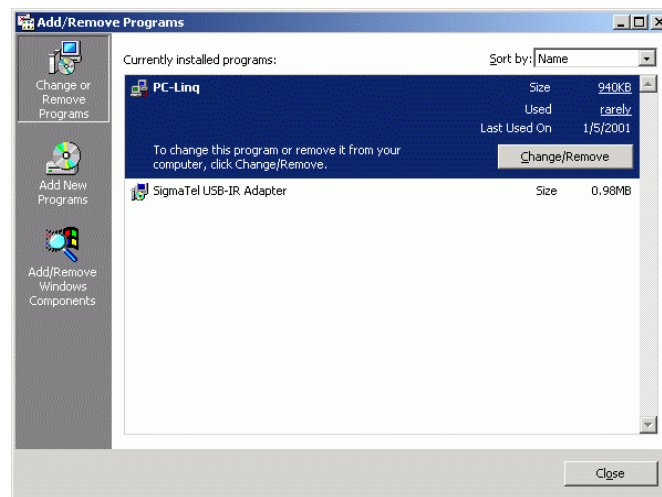 Add/Remove Programs
Change or
Remove
Programs
Add New
Programs
Add/Remove
Windows
Components
Currently installed programs:
Sort by: Name
PC-Linq
Size 940KB
Used rarely
Last Used On 1/5/2001
To change this program or remove it from your
computer, click Change/Remove.
Change/Remove
SigmaTel USB-IR Adapter Size 0.98MB
Close